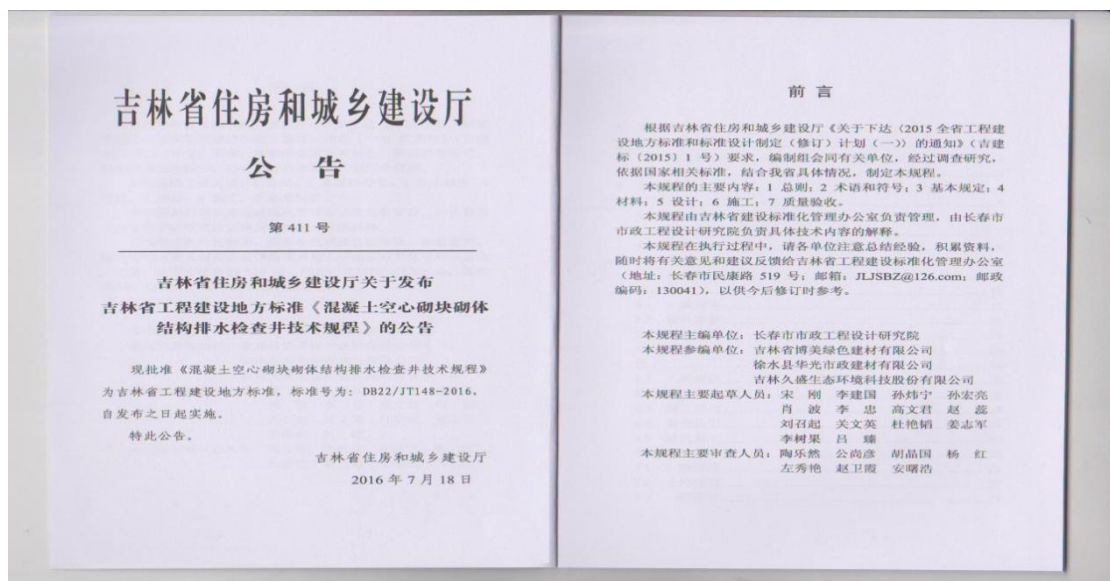 吉林省住房和城乡建设厅
公 告
第 411 号
吉林省住房和城乡建设厅关于发布
吉林省工程建设地方标准《混凝土空心砌块砌体
结构排水检查井技术规程》的公告
现批准《混凝土空心砌块砌体结构排水检查井技术规程》
为吉林省工程建设地方标准，标准号为：DB22/JT148-2016，
自发布之日起实施。
特此公告。
吉林省住房和城乡建设厅
2016 年 7 月 18 日
前 言
根据吉林省住房和城乡建设厅《关于下达（2015 全省工程建
设地方标准和标准设计制定（修订）计划（一））的通知》（吉建
标（2015）1 号）要求，编制组会同有关单位，经过调查研究，
依据国家相关标准，结合我省具体情况，制定本规程。
本规程的主要内容：1 总则；2 术语和符号；3 基本规定；4
材料；5 设计；6 施工；7 质量验收。
本规程由吉林省建设标准化管理办公室负责管理，由长春市
市政工程设计研究院负责具体技术内容的解释。
本规程在执行过程中，请各单位注意总结经验，积累资料，
随时将有关意见和建议反馈给吉林省工程建设标准化管理办公室
（地址：长春市民康路 519 号；邮箱：JLJSBZ@126.com；邮政
编码：130041），以供今后修订时参考。
本规程主编单位：长春市市政工程设计研究院
本规程参编单位：吉林省博美绿色建材有限公司
徐水县华光市政建材有限公司
吉林久盛生态环境科技股份有限公司
本规程主要起草人员：宋 刚 李建国 孙炜宁 孙宏亮
肖 波 李 忠 高文君 赵 蕊
刘召起 关文英 杜艳韬 姜志军
李树果 吕 臻
本规程主要审查人员：陶乐然 公尚彦 胡晶国 杨 红
左秀艳 赵卫霞 安曙浩